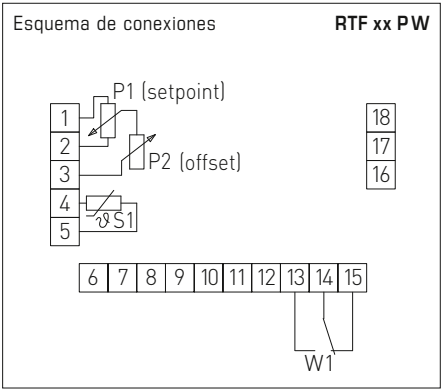 Esquema de conexiones RTF xx PW
P1 (setpoint)
1
2
3
4
5
P2 (offset)
ϑ S1
18
17
16
6 7 8 9 10 11 12 13 14 15
W1